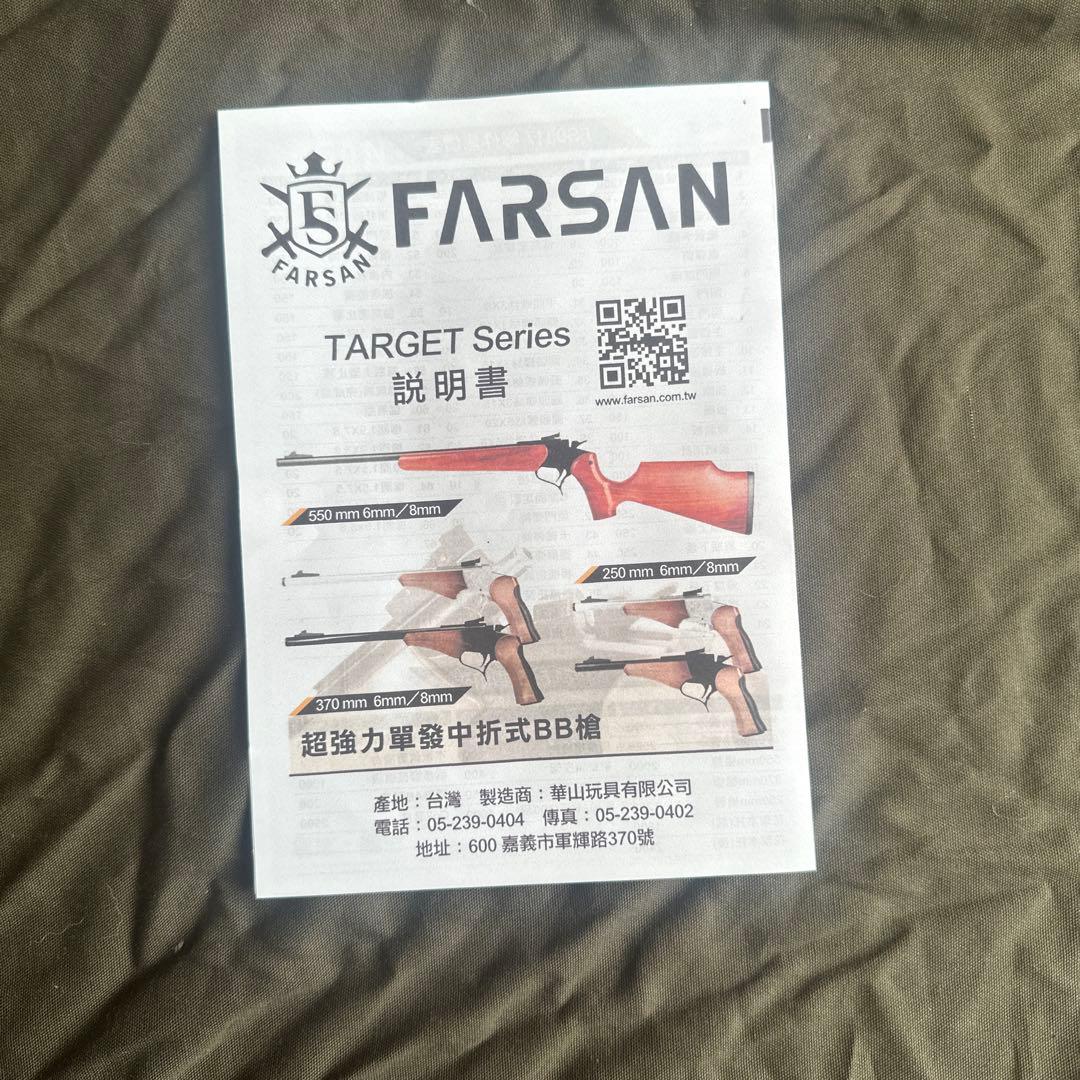 FS
FARSAN
FARSAN
TARGET Series
説明書
www.farsan.com.tw
550 mm 6mm／8mm
250 mm 6mm／8mm
370 mm 6mm／8mm
超強力單發中折式BB槍
產地：台灣 製造商：華山玩具有限公司
電話：05-239-0404 傳真：05-239-0402
地址：600 嘉義市軍輝路370號